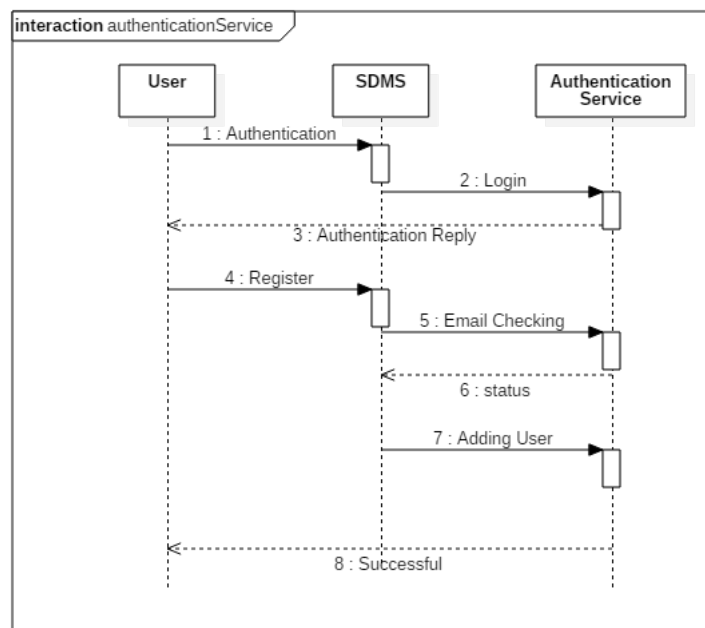 interaction authenticationService
User
SDMS
Authentication
Service
1 : Authentication
2 : Login
3 : Authentication Reply
4 : Register
5 : Email Checking
6 : status
7 : Adding User
8 : Successful